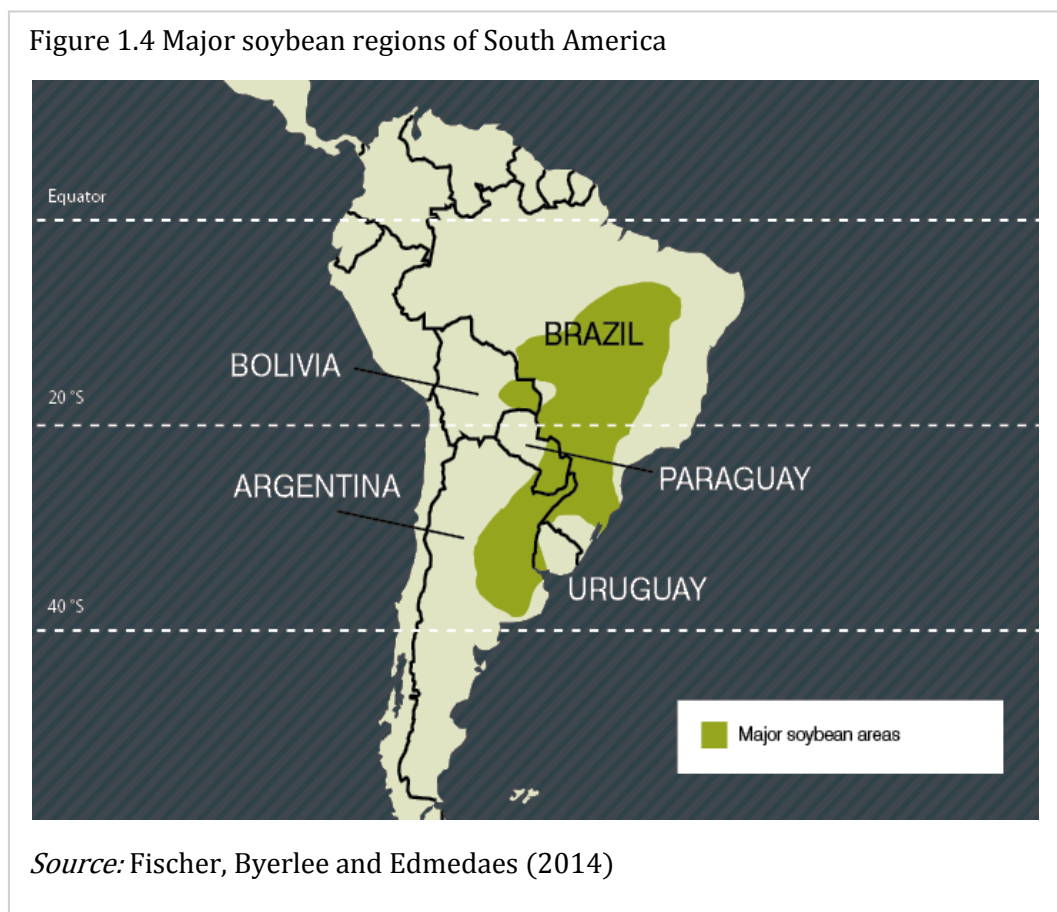 Figure 1.4 Major soybean regions of South America
Equator
BRAZIL
BOLIVIA
20 °S
PARAGUAY
ARGENTINA
URUGUAY
40 °S
Major soybean areas
Source: Fischer, Byerlee and Edmedaes (2014)